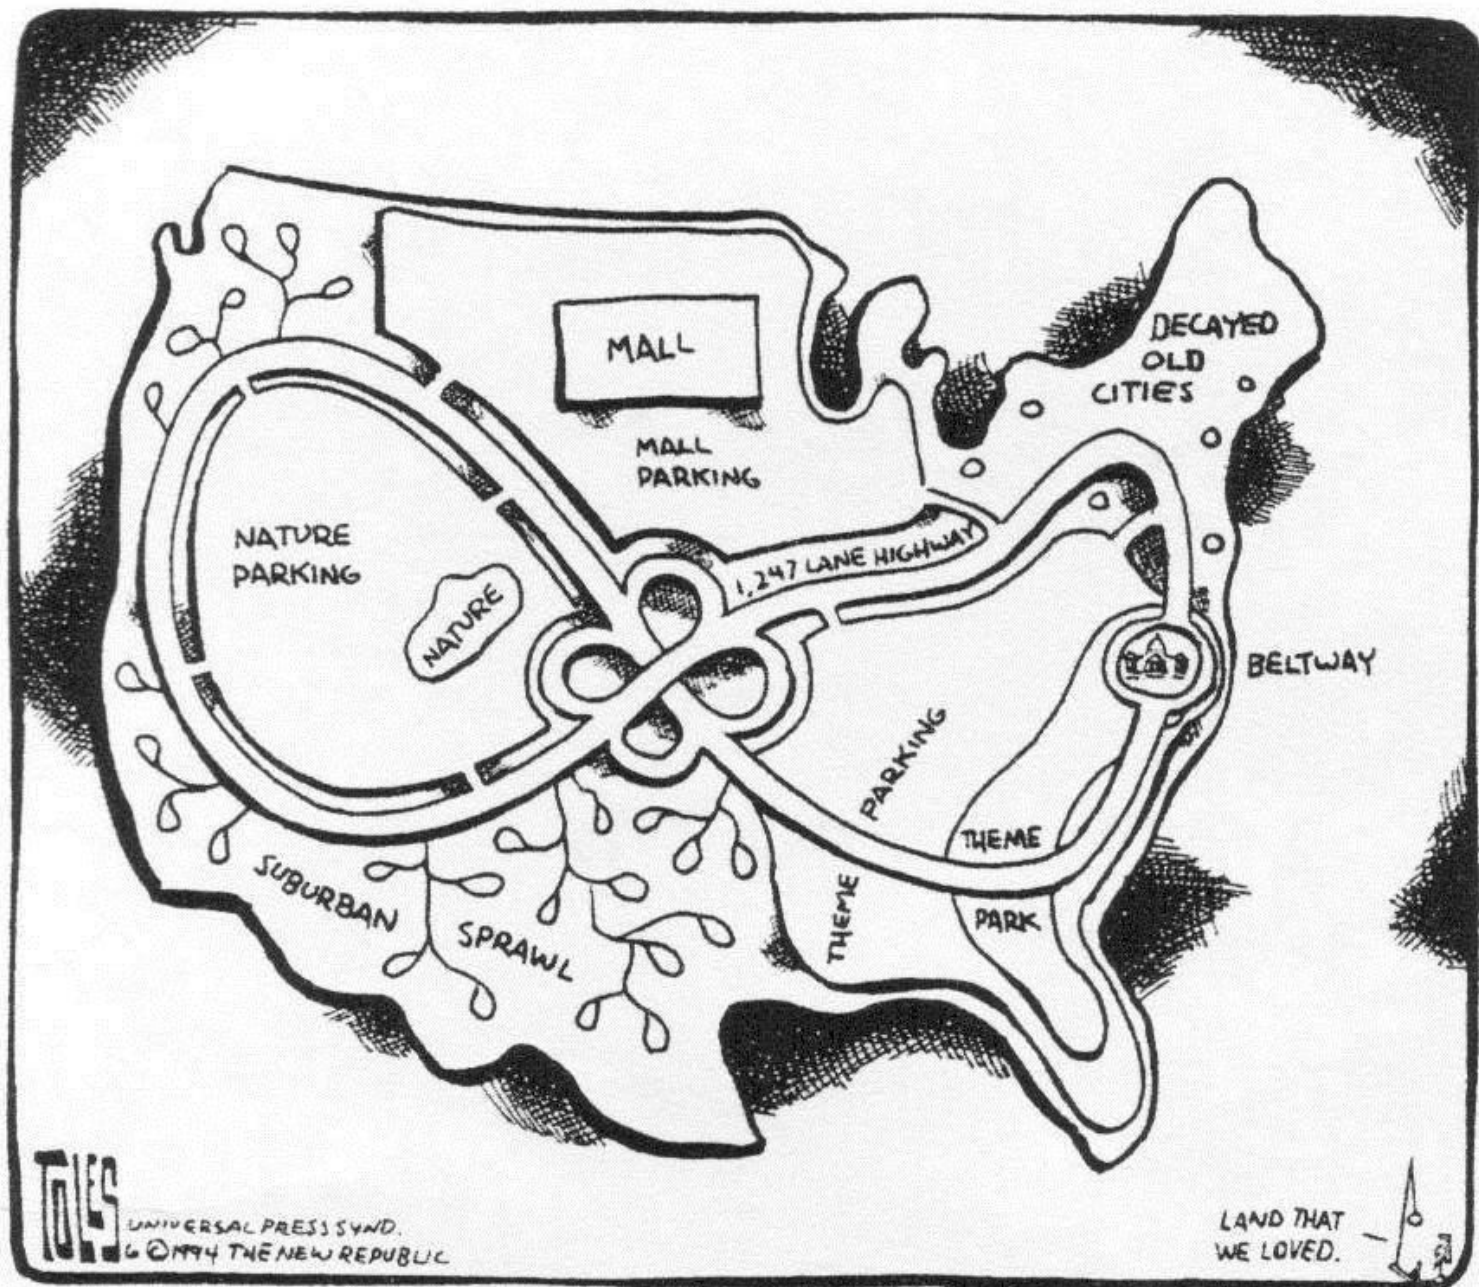 MALL
MALL
PARKING
DECAYED
OLD
CITIES
NATURE
PARKING
NATURE
1,247 LANE HIGHWAY
BELTWAY
THEME PARKING
THEME
PARK
SUBURBAN
SPRAWL
TOLES
UNIVERSAL PRESS SYND.
© 1994 THE NEW REPUBLIC
LAND THAT
WE LOVED.